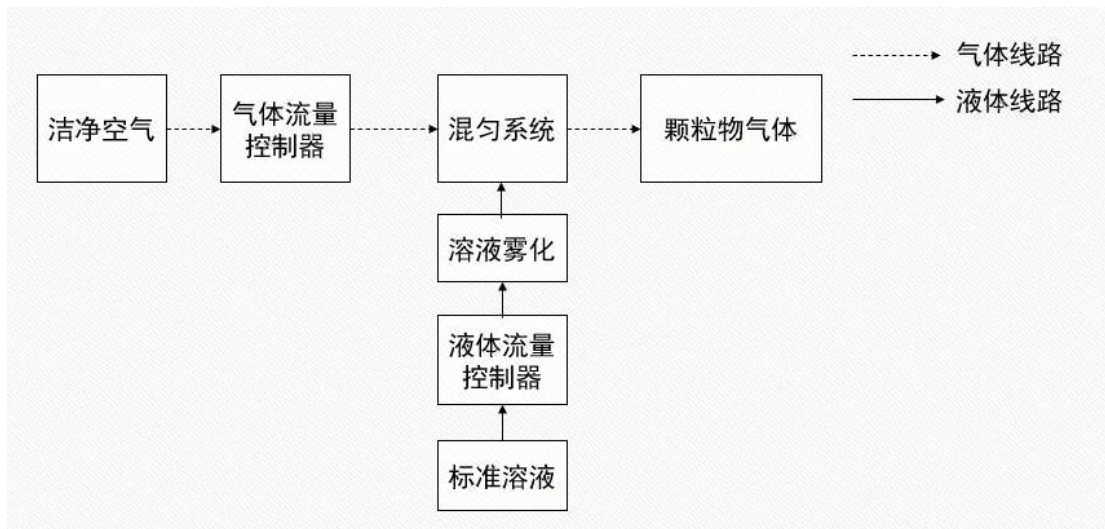 气体线路
液体线路
洁净空气
气体流量
控制器
混匀系统
颗粒物气体
溶液雾化
液体流量
控制器
标准溶液